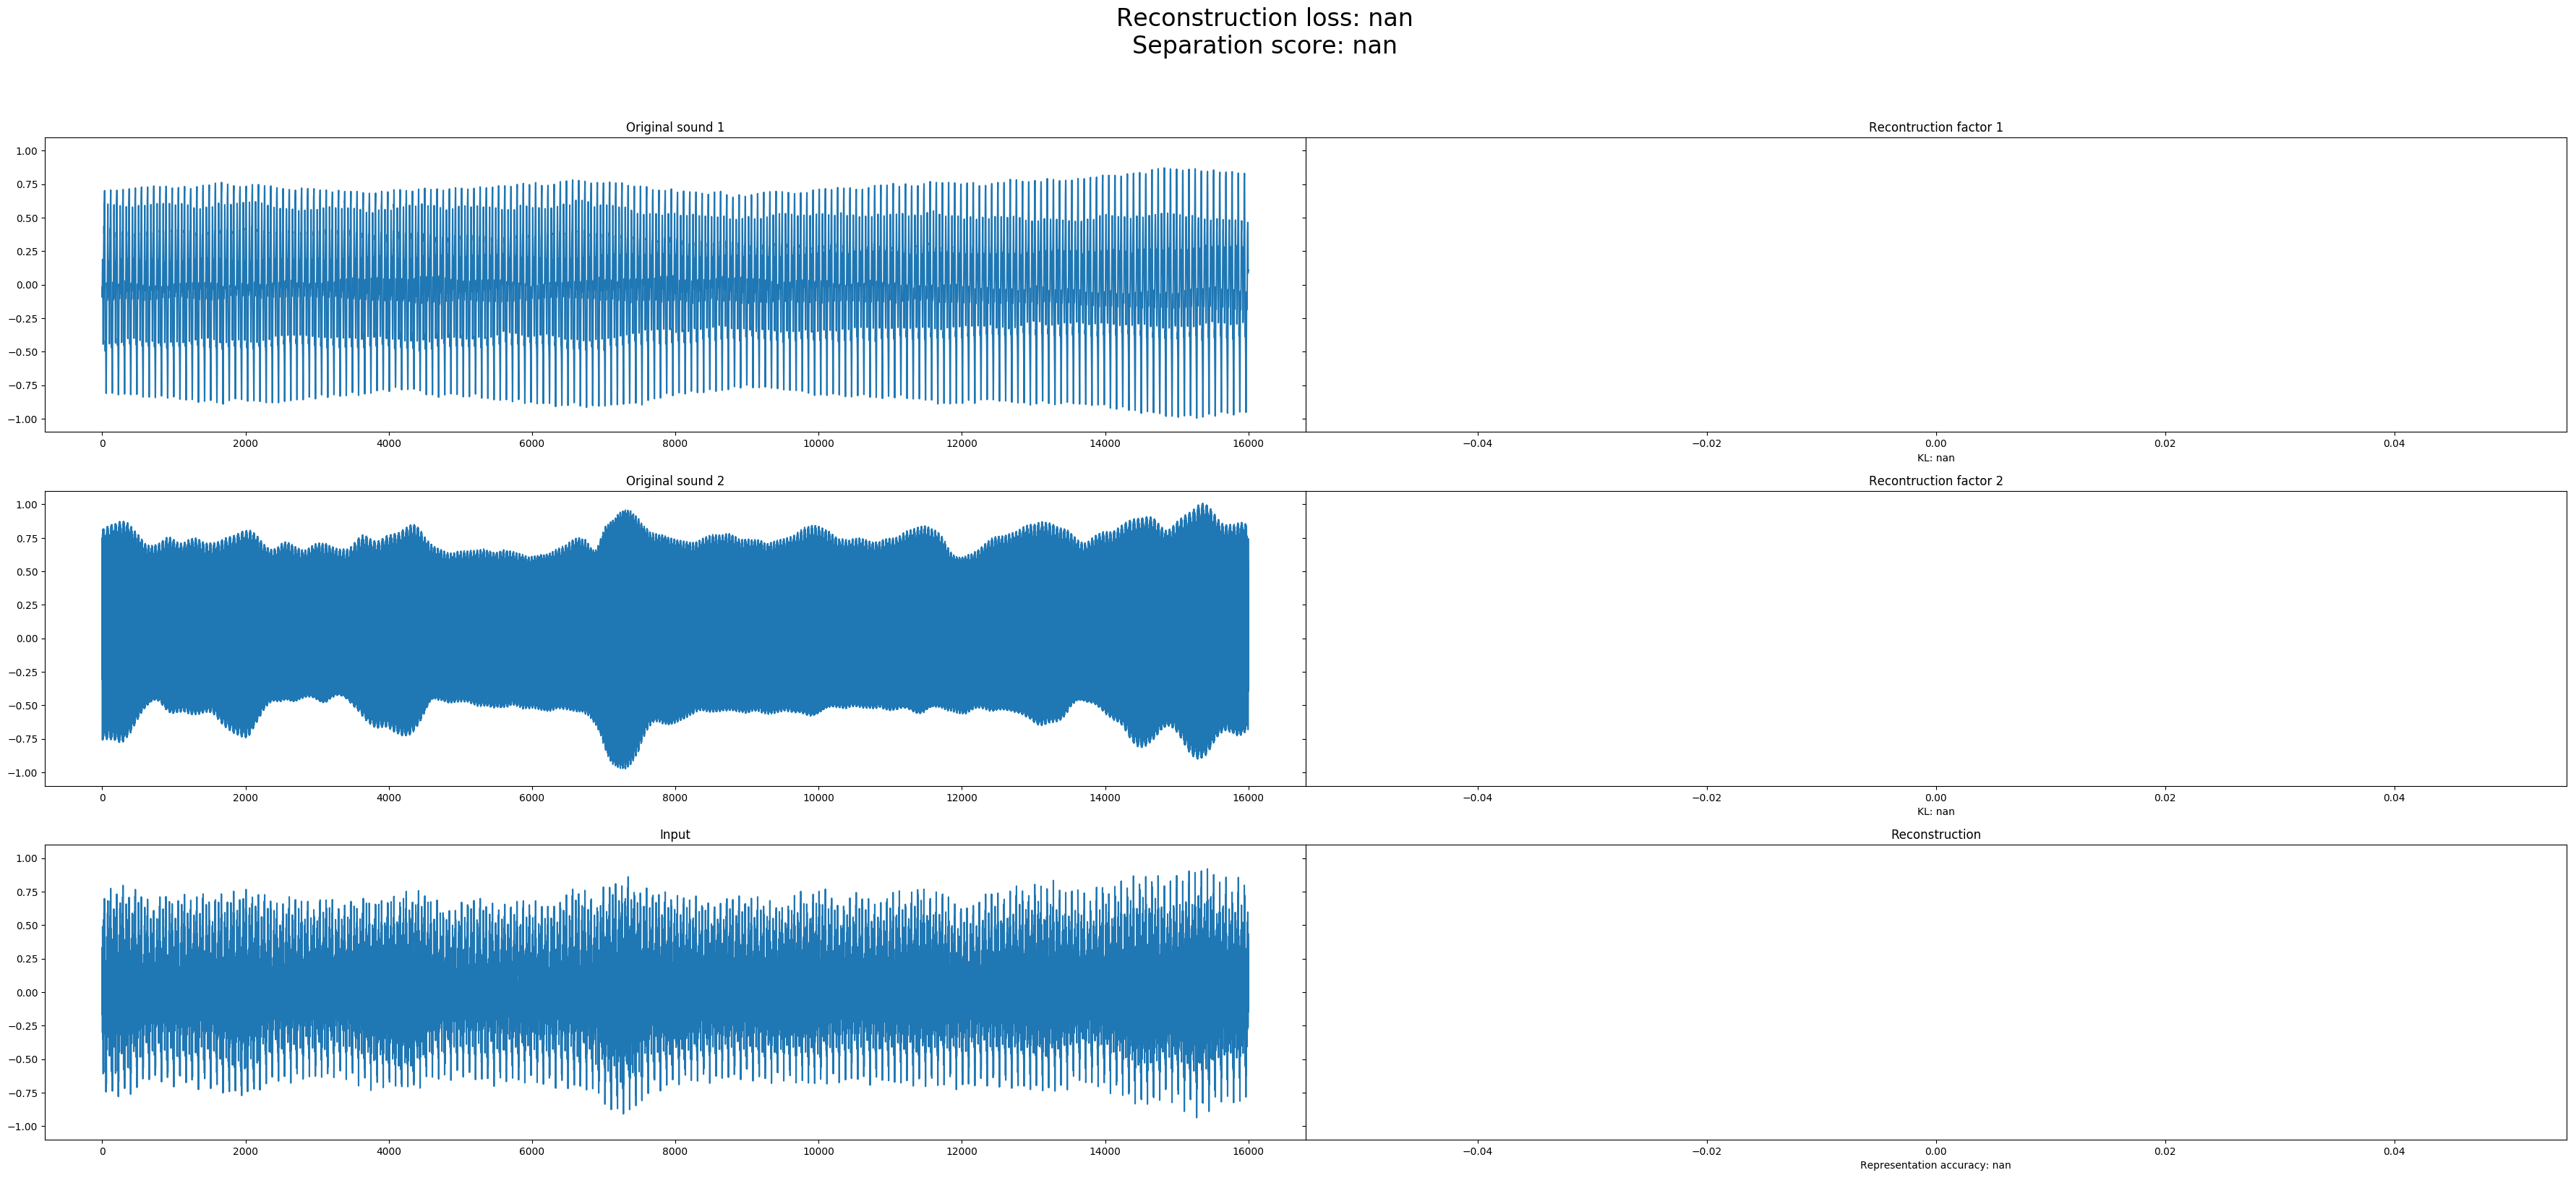 Reconstruction loss: nan
Separation score: nan
Original sound 1
Recontruction factor 1
1.00
0.75
0.50
0.25
0.00
−0.25
−0.50
−0.75
−1.00
0 2000 4000 6000 8000 10000 12000 14000 16000
−0.04 −0.02 0.00 0.02 0.04
KL: nan
Original sound 2
Recontruction factor 2
1.00
0.75
0.50
0.25
0.00
−0.25
−0.50
−0.75
−1.00
0 2000 4000 6000 8000 10000 12000 14000 16000
−0.04 −0.02 0.00 0.02 0.04
KL: nan
Input
Reconstruction
1.00
0.75
0.50
0.25
0.00
−0.25
−0.50
−0.75
−1.00
0 2000 4000 6000 8000 10000 12000 14000 16000
−0.04 −0.02 0.00 0.02 0.04
Representation accuracy: nan